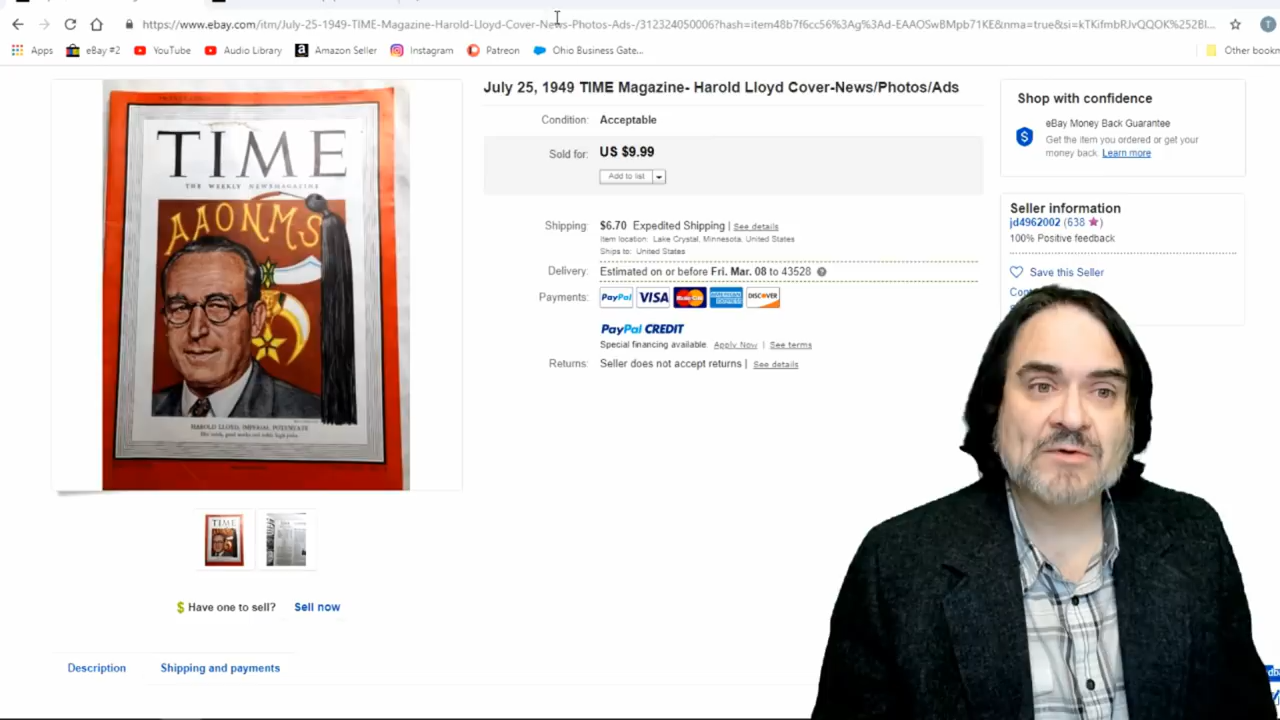 https://www.ebay.com/itm/July-25-1949-TIME-Magazine-Harold-Lloyd-Cover-News-Photos-Ads-/312324050006?hash=item48b7f6cc56%3Ag%3Ad-EAAOSwBMpb71KE&nma=true&si=kTKifmbRJvQQOK%252BI...
Apps eBay #2 YouTube Audio Library Amazon Seller Instagram Patreon Ohio Business Gate... Other bookm
July 25, 1949 TIME Magazine- Harold Lloyd Cover-News/Photos/Ads
Condition: Acceptable
Sold for: US $9.99
Add to list
Shipping: $6.70 Expedited Shipping | See details
Item location: Lake Crystal, Minnesota, United States
Ships to: United States
Delivery: Estimated on or before Fri. Mar. 08 to 43528
Payments: PayPal VISA MasterCard DISCOVER
PayPal CREDIT
Special financing available. Apply Now | See terms
Returns: Seller does not accept returns | See details
Shop with confidence
eBay Money Back Guarantee
Get the item you ordered or get your
money back. Learn more
Seller information
jd4962002 (638
100% Positive feedback
Save this Seller
TIME
THE WEEKLY NEWSMAGAZINE
AAONMS
HAROLD LLOYD, IMPERIAL POTENTATE
TIME
$ Have one to sell? Sell now
Description Shipping and payments